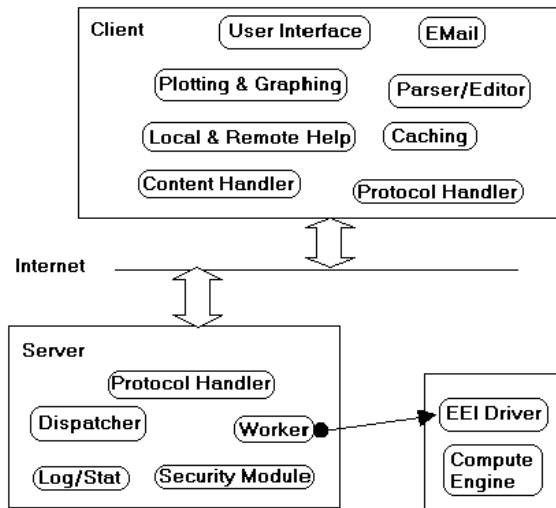 Client
User Interface
EMail
Plotting & Graphing
Parser/Editor
Local & Remote Help
Caching
Content Handler
Protocol Handler
Internet
Server
Protocol Handler
Dispatcher
Worker
EEI Driver
Log/Stat
Security Module
Compute
Engine